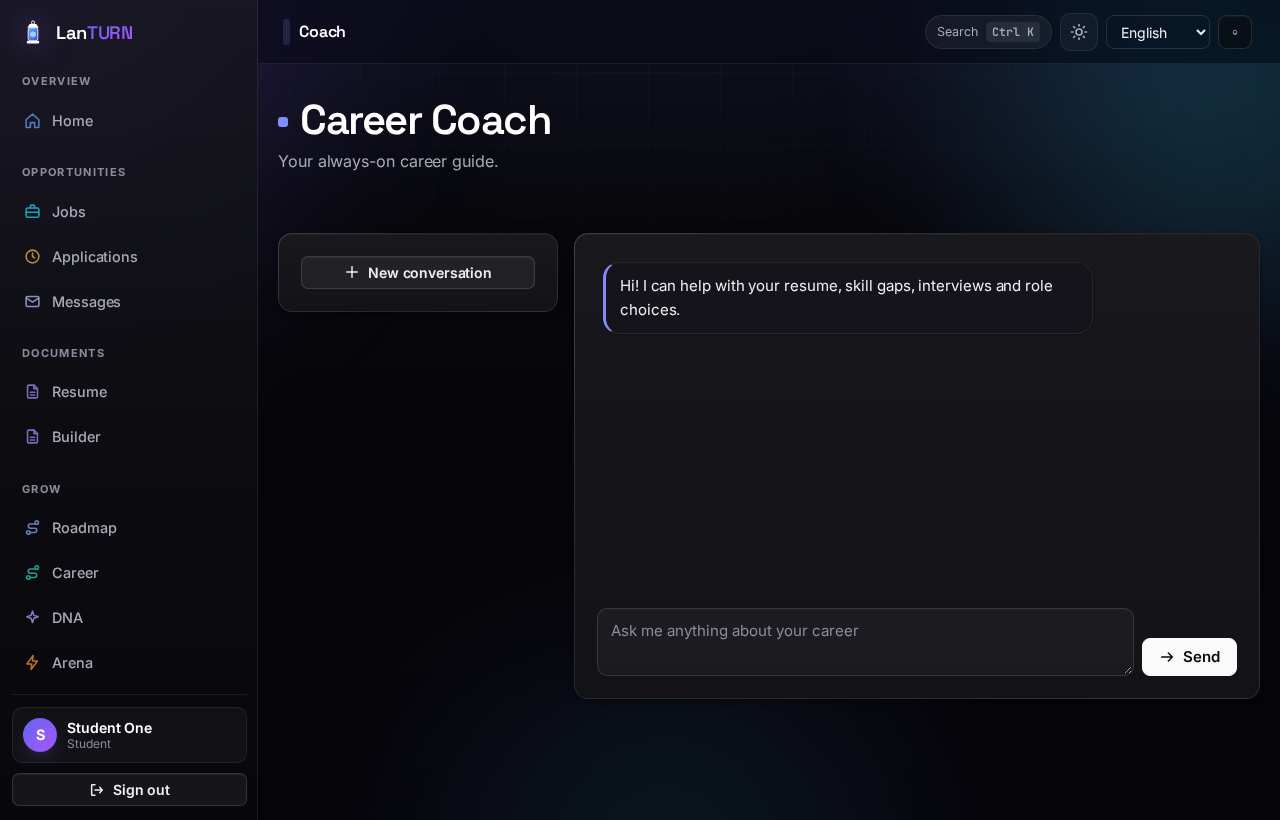 LanTURN
OVERVIEW
Home
OPPORTUNITIES
Jobs
Applications
Messages
DOCUMENTS
Resume
Builder
GROW
Roadmap
Career
DNA
Arena
S
Student One
Student
Sign out
Coach
Search Ctrl K
English
Career Coach
Your always-on career guide.
New conversation
Hi! I can help with your resume, skill gaps, interviews and role
choices.
Ask me anything about your career
Send